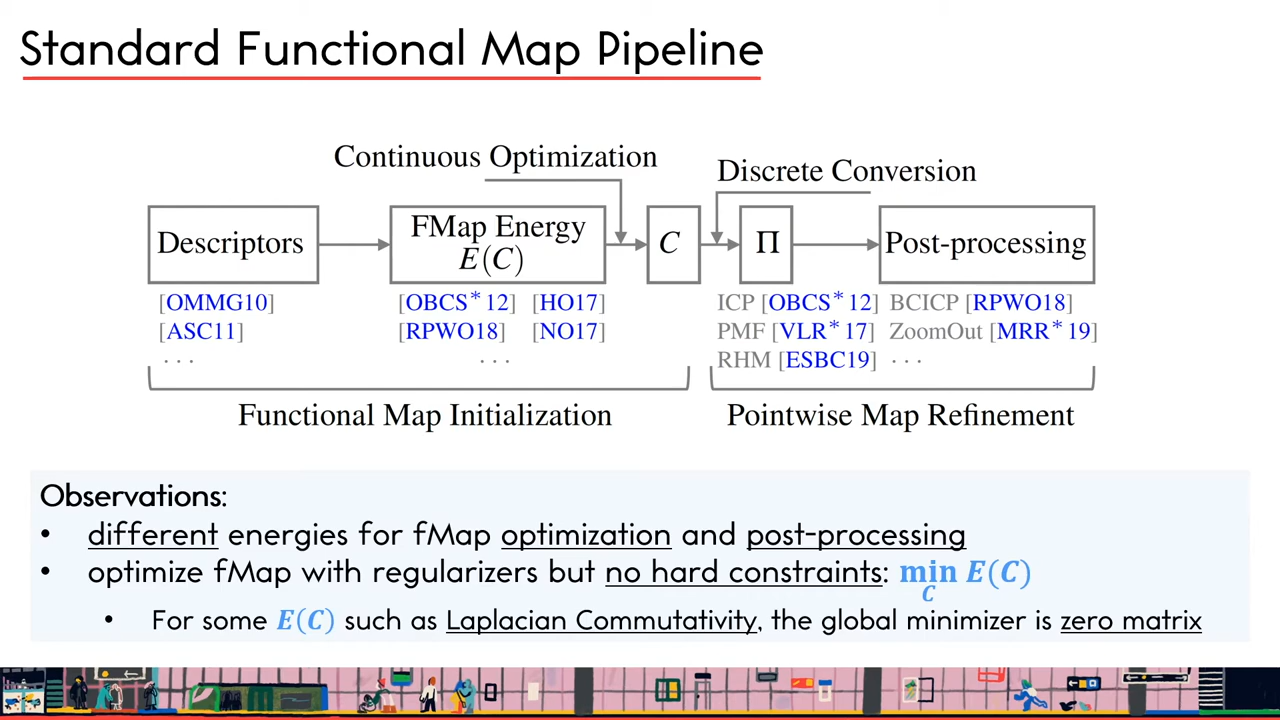 Standard Functional Map Pipeline
Continuous Optimization
Discrete Conversion
Descriptors
FMap Energy
E(C)
C
Π
Post-processing
[OMMG10]
[ASC11]
· · ·
[OBCS*12] [HO17]
[RPWO18] [NO17]
· · ·
ICP [OBCS*12]
PMF [VLR*17]
RHM [ESBC19]
BCICP [RPWO18]
ZoomOut [MRR*19]
· · ·
Functional Map Initialization
Pointwise Map Refinement
Observations:
• different energies for fMap optimization and post-processing
• optimize fMap with regularizers but no hard constraints: min E(C)
C
• For some E(C) such as Laplacian Commutativity, the global minimizer is zero matrix